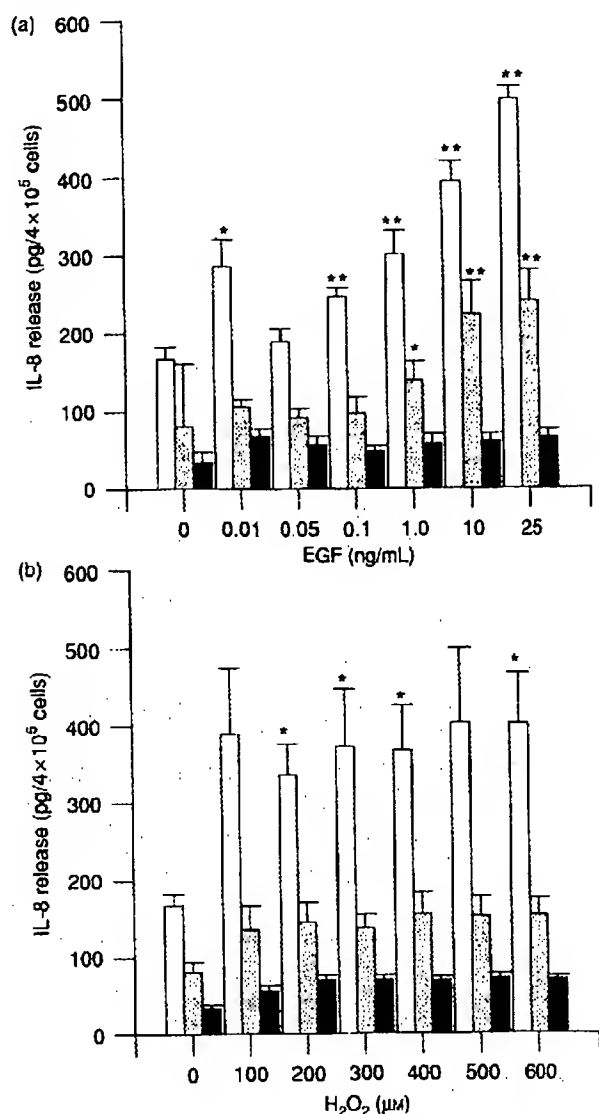 (a)
600
500
400
300
200
100
0
IL-8 release (pg/4×10⁵ cells)
* ** ** ** ** * ** **
0 0.01 0.05 0.1 1.0 10 25
EGF (ng/mL)
(b)
600
500
400
300
200
100
0
IL-8 release (pg/4×10⁵ cells)
* * * *
0 100 200 300 400 500 600
H₂O₂ (μM)